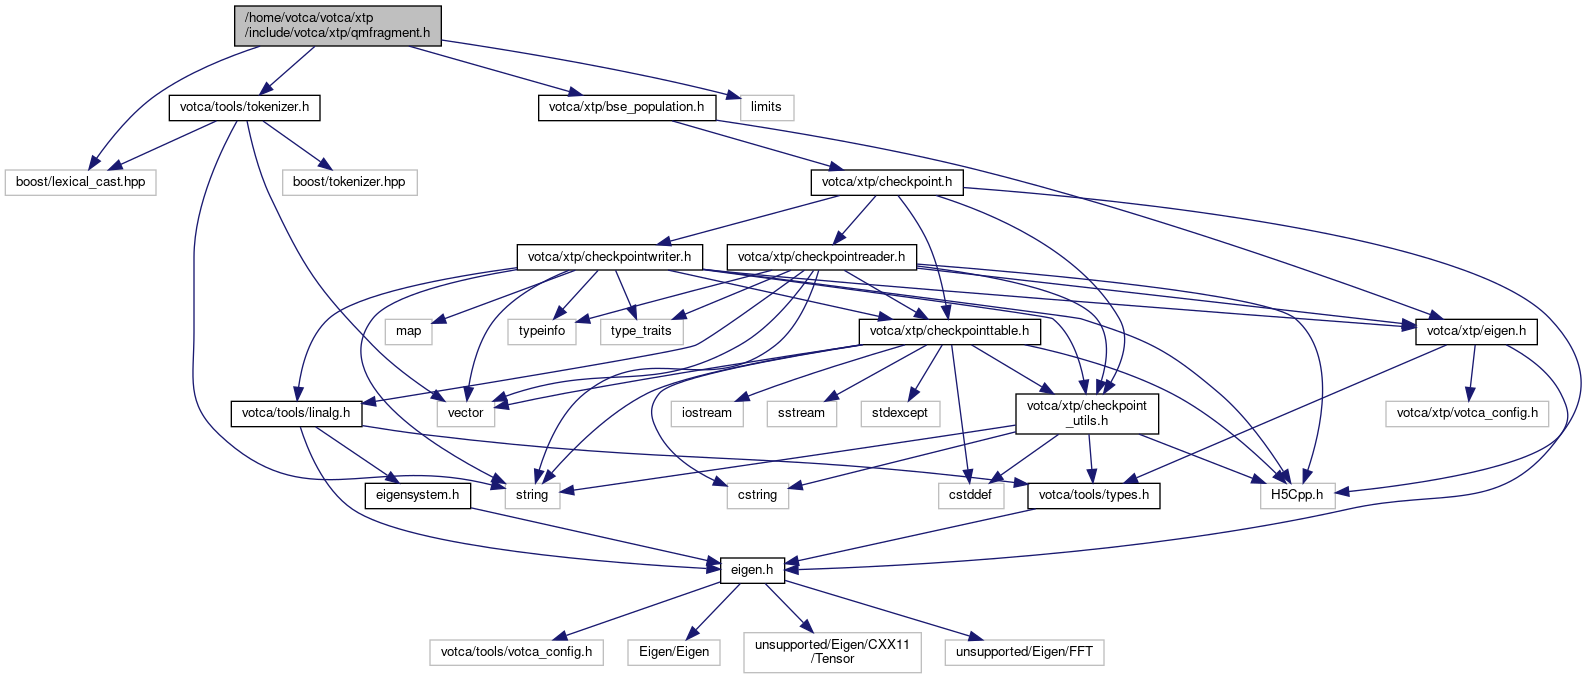 /home/votca/votca/xtp
/include/votca/xtp/qmfragment.h
votca/tools/tokenizer.h
votca/xtp/bse_population.h
limits
boost/lexical_cast.hpp
boost/tokenizer.hpp
votca/xtp/checkpoint.h
votca/xtp/checkpointwriter.h
votca/xtp/checkpointreader.h
map
typeinfo
type_traits
votca/xtp/checkpointtable.h
votca/xtp/eigen.h
votca/tools/linalg.h
vector
iostream
sstream
stdexcept
votca/xtp/checkpoint
_utils.h
votca/xtp/votca_config.h
eigensystem.h
string
cstring
cstddef
votca/tools/types.h
H5Cpp.h
eigen.h
votca/tools/votca_config.h
Eigen/Eigen
unsupported/Eigen/CXX11
/Tensor
unsupported/Eigen/FFT